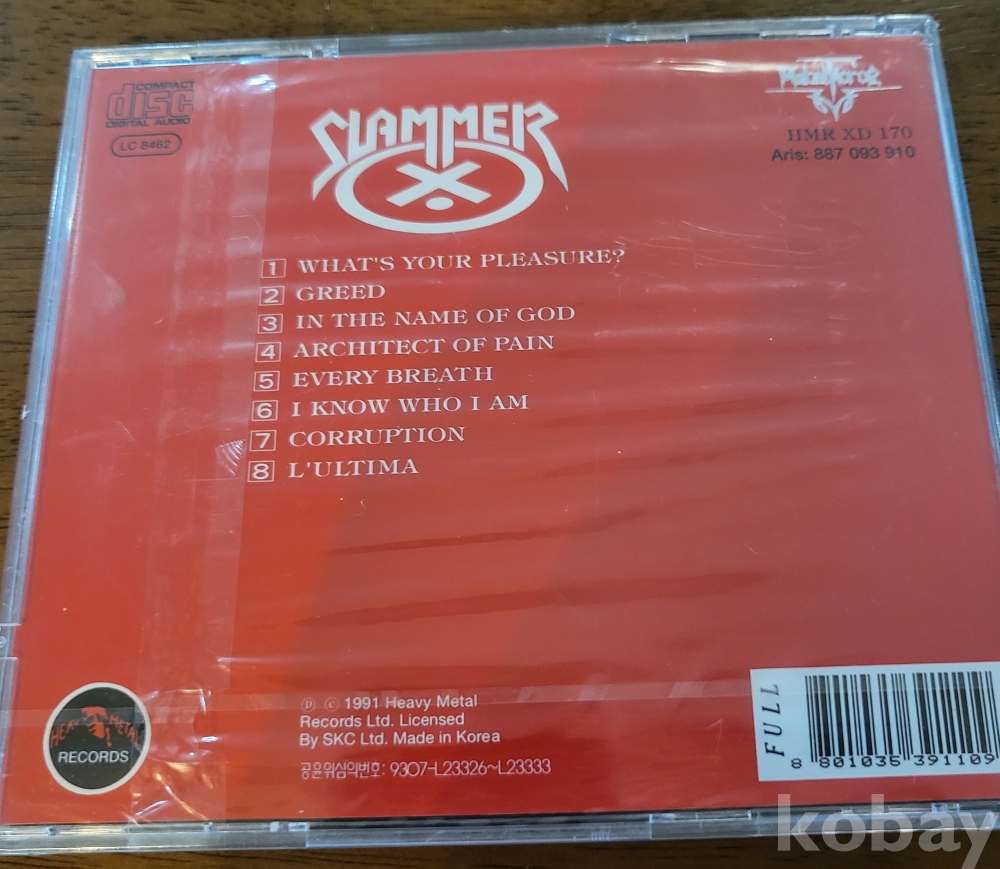 COMPACT
disc
DIGITAL AUDIO
LC 8462
SLAMMER
HMR XD 170
Aris: 887 093 910
1 WHAT'S YOUR PLEASURE?
2 GREED
3 IN THE NAME OF GOD
4 ARCHITECT OF PAIN
5 EVERY BREATH
6 I KNOW WHO I AM
7 CORRUPTION
8 L'ULTIMA
HEAVY METAL
RECORDS
Ⓟ ⓒ 1991 Heavy Metal
Records Ltd. Licensed
By SKC Ltd. Made in Korea
공윤위심의번호: 9307-L23326~L23333
FULL
8 801035 391109
kobay